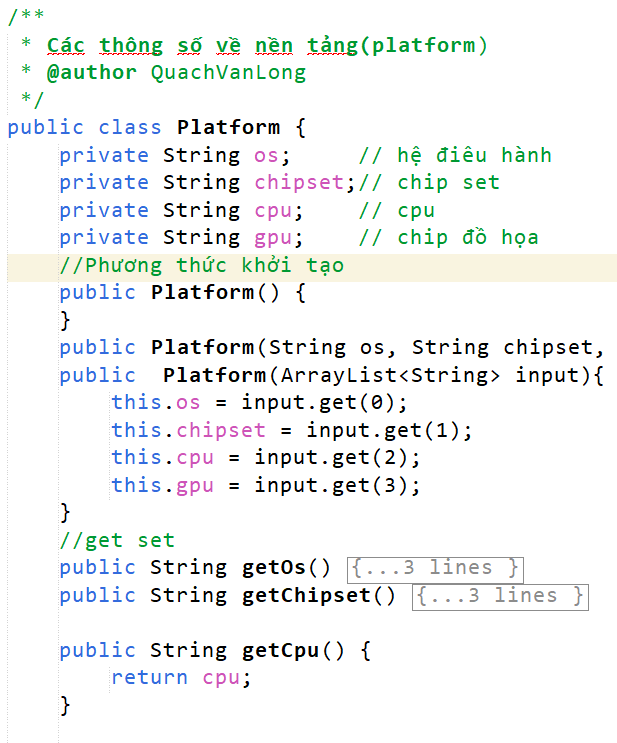 /**
 * Các thông số về nền tảng(platform)
 * @author QuachVanLong
 */
public class Platform {
    private String os;     // hệ điêu hành
    private String chipset;// chip set
    private String cpu;    // cpu
    private String gpu;    // chip đồ họa
    //Phương thức khởi tạo
    public Platform() {
    }
    public Platform(String os, String chipset,
    public  Platform(ArrayList<String> input){
        this.os = input.get(0);
        this.chipset = input.get(1);
        this.cpu = input.get(2);
        this.gpu = input.get(3);
    }
    //get set
    public String getOs() {...3 lines }
    public String getChipset() {...3 lines }

    public String getCpu() {
        return cpu;
    }